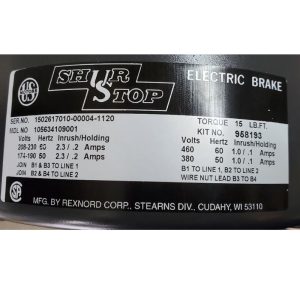 SHUR STOP
ELECTRIC BRAKE
SER NO. 1502617010-00004-1120
MDL NO 105634109001
Volts Hertz Inrush/Holding
208-230 60 2.3 / .2 Amps
174-190 50 2.3 / .2 Amps
JOIN B1 & B3 TO LINE 1
JOIN B2 & B4 TO LINE 2
TORQUE 15 LB.FT.
KIT NO. 958193
Volts Hertz Inrush/Holding
460 60 1.0 / .1 Amps
380 50 1.0 / .1 Amps
B1 TO LINE 1, B2 TO LINE 2
WIRE NUT LEAD B3 TO B4
MFG. BY REXNORD CORP., STEARNS DIV., CUDAHY, WI 53110